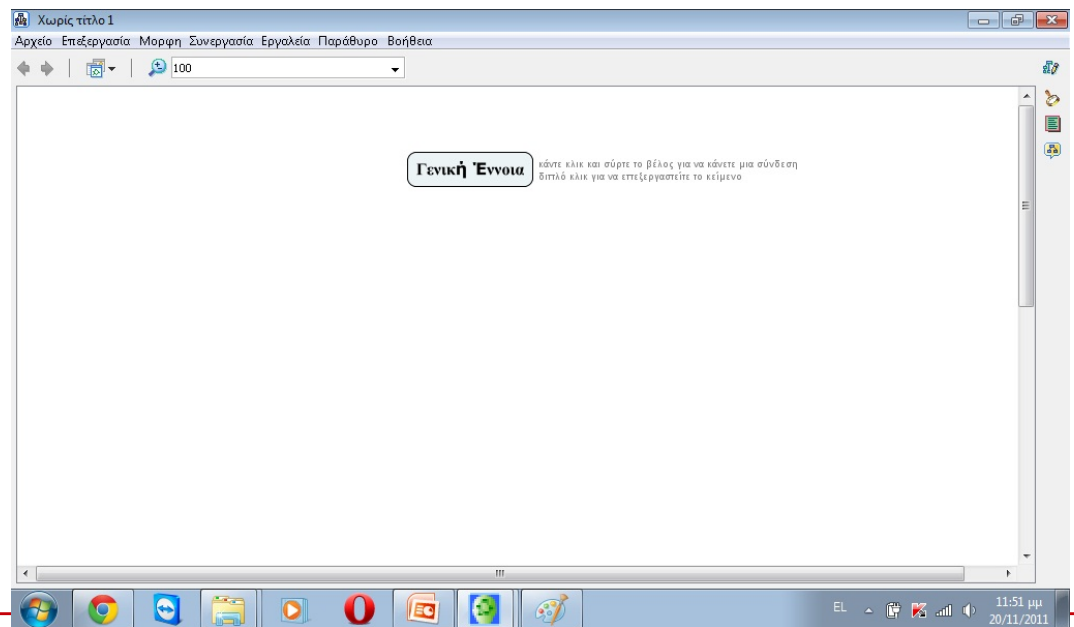 Χωρίς τίτλο 1
Αρχείο Επεξεργασία Μορφη Συνεργασία Εργαλεία Παράθυρο Βοήθεια
100
Γενική Έννοια
κάντε κλικ και σύρτε το βέλος για να κάνετε μια σύνδεση
διπλό κλικ για να επεξεργαστείτε το κείμενο
EL
11:51 μμ
20/11/2011